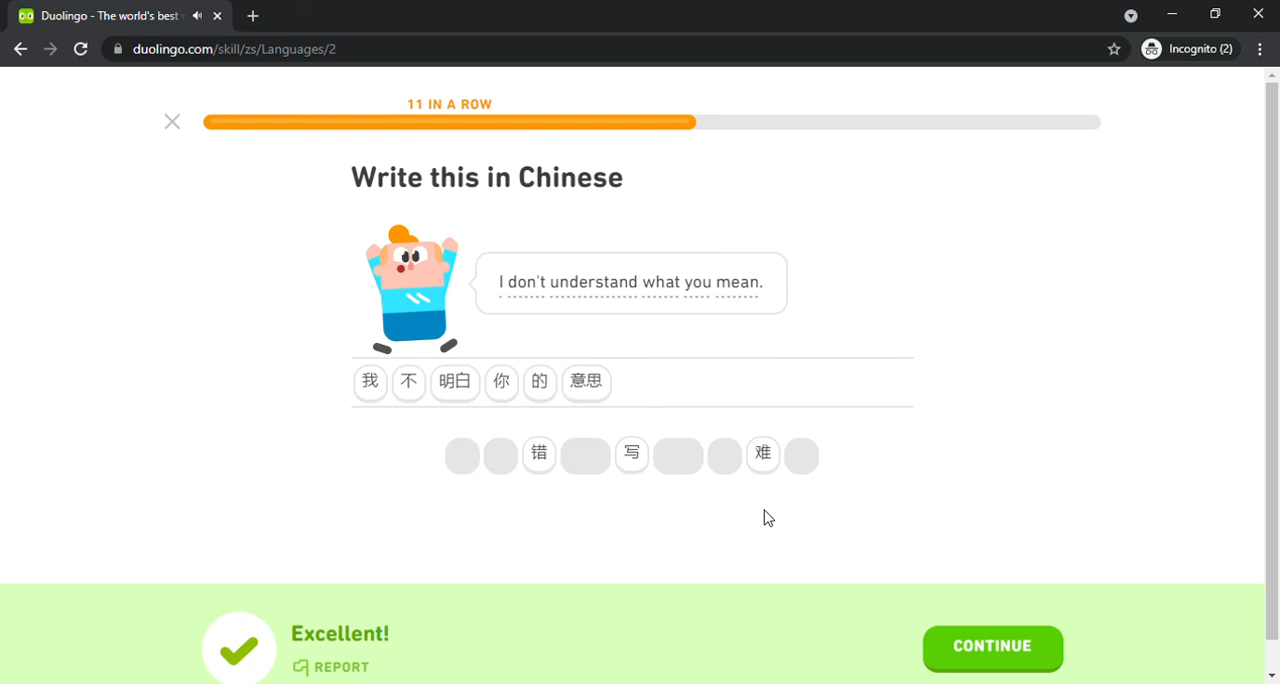 Duolingo - The world's best
duolingo.com/skill/zs/Languages/2
Incognito (2)
11 IN A ROW
Write this in Chinese
I don't understand what you mean.
我 不 明白 你 的 意思
错 写 难
Excellent!
REPORT
CONTINUE